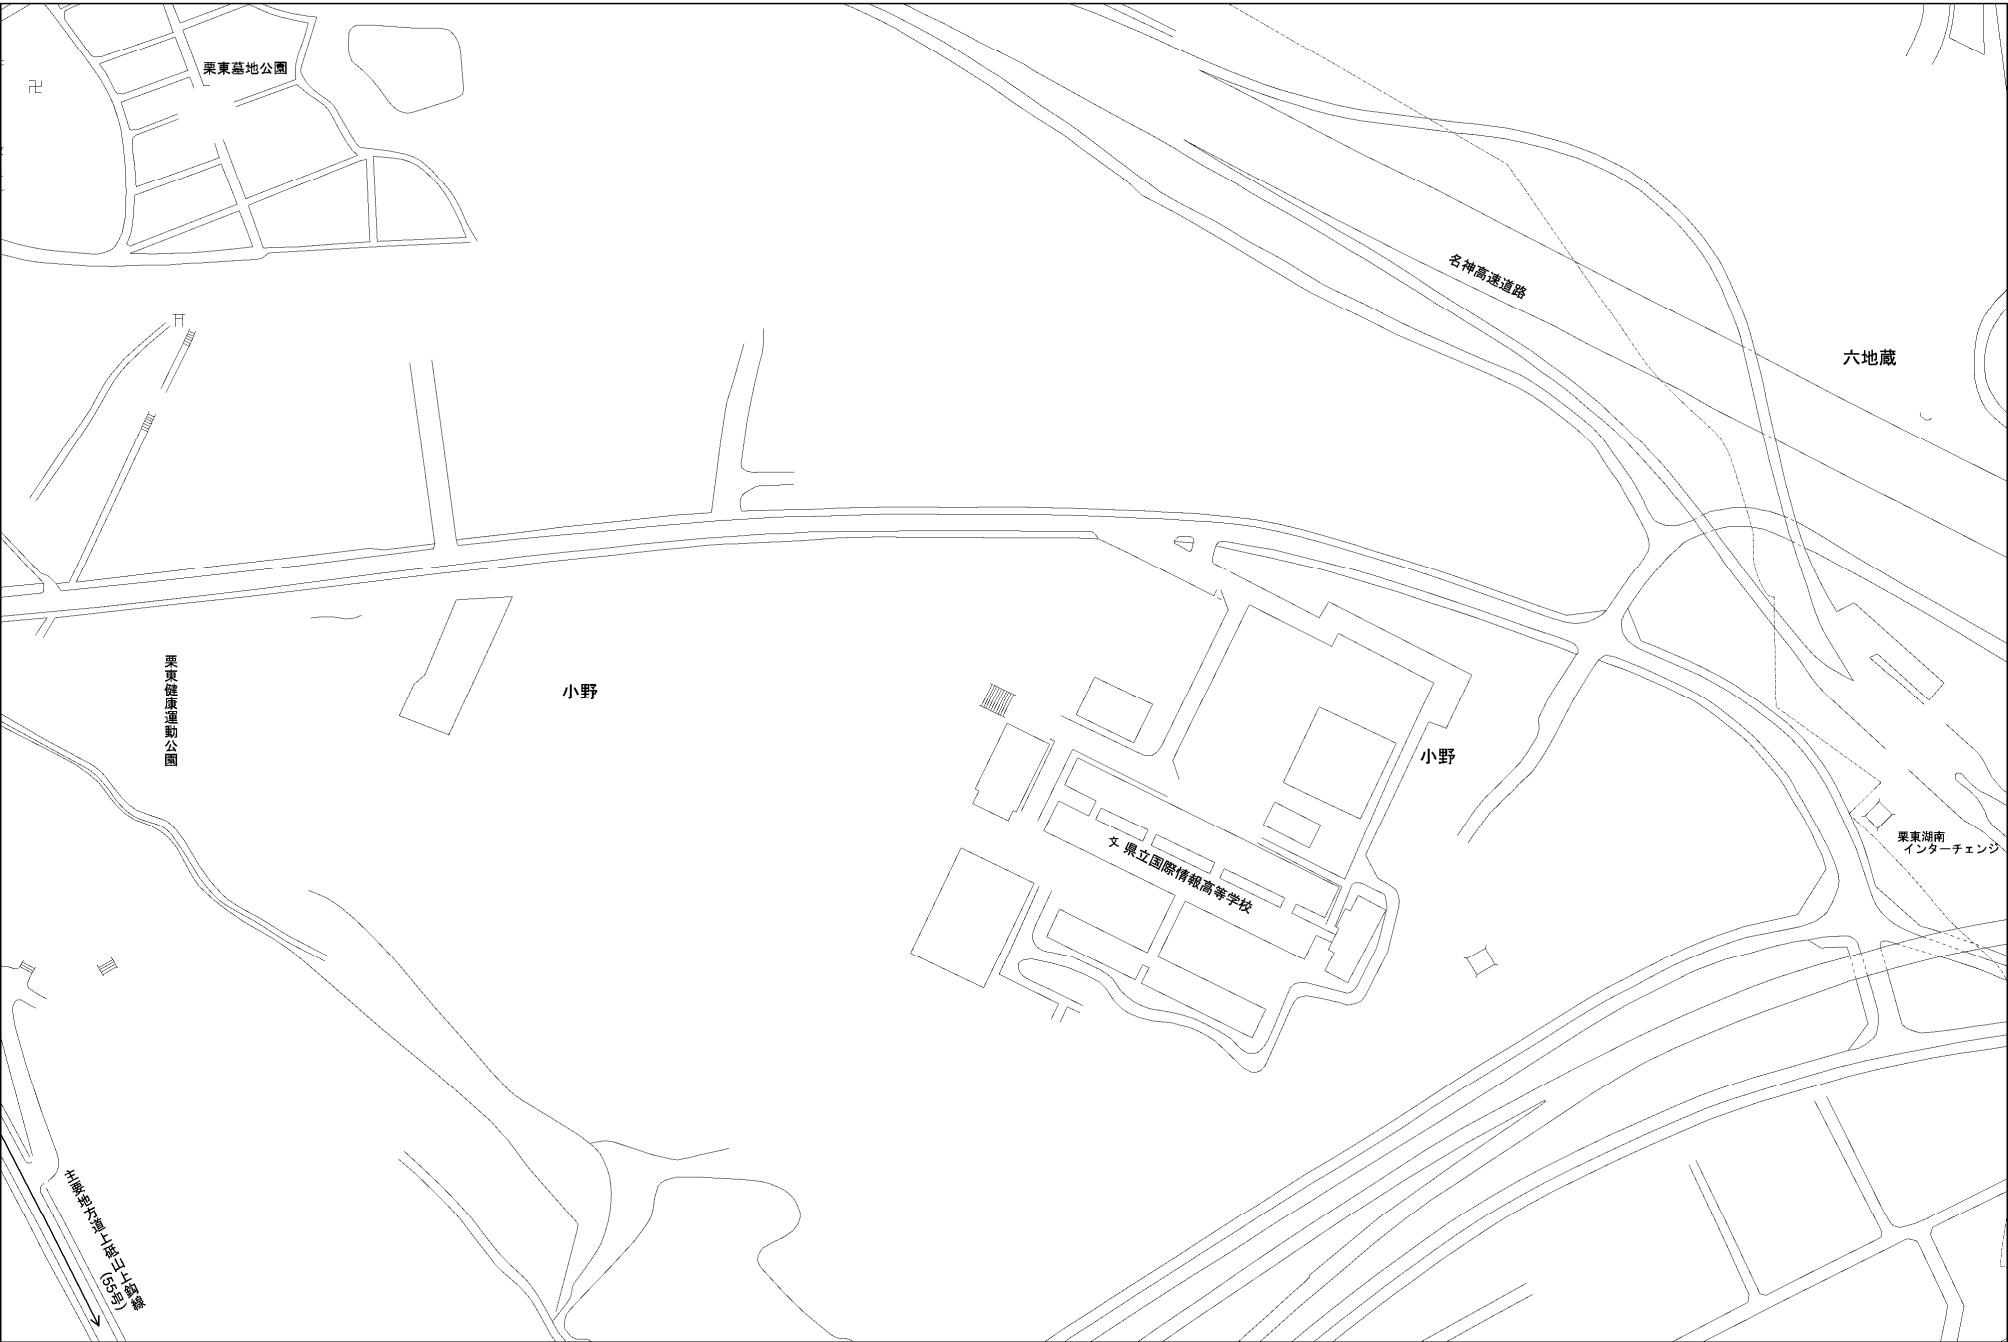 栗東墓地公園
名神高速道路
六地蔵
栗東健康運動公園
小野
小野
文 県立国際情報高等学校
栗東湖南
インターチェンジ
主要地方道上砥山上鈎線
(55号)